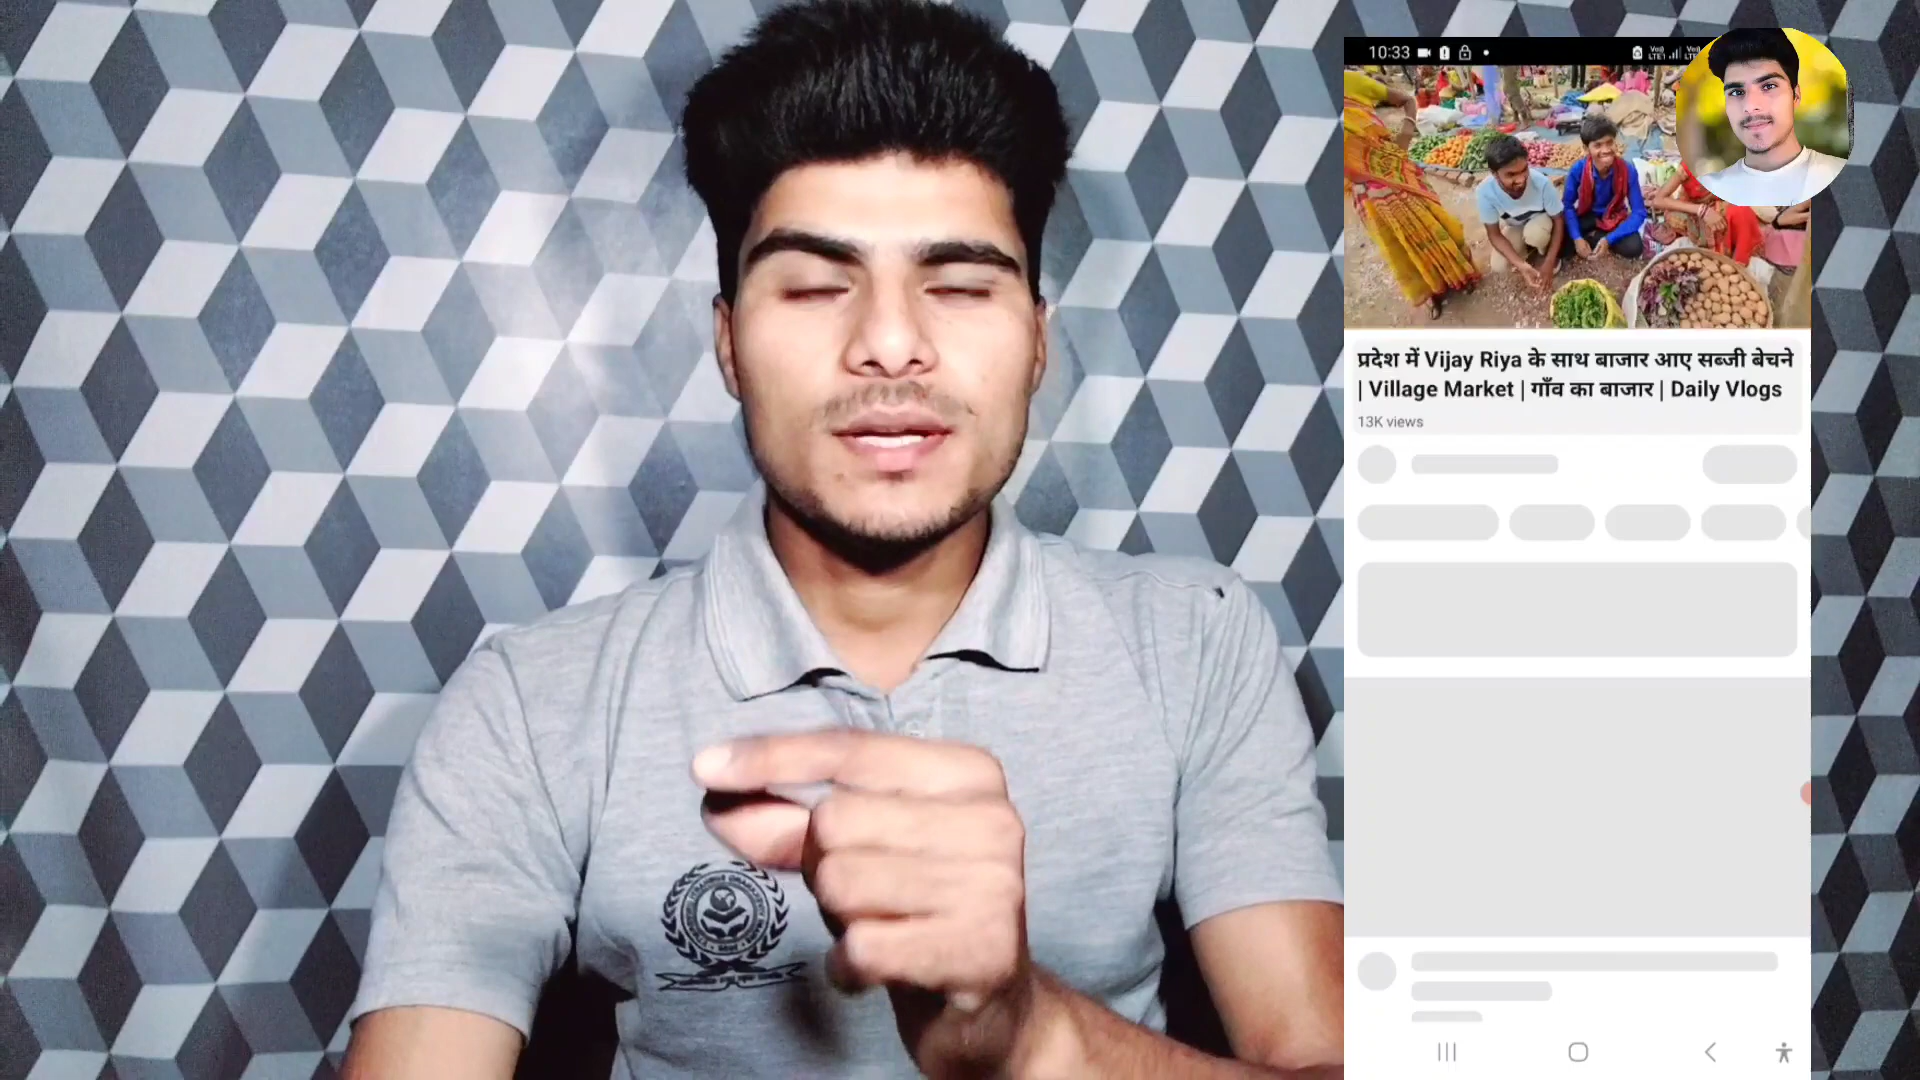 10:33
प्रदेश में Vijay Riya के साथ बाजार आए सब्जी बेचने
| Village Market | गाँव का बाजार | Daily Vlogs
13K views